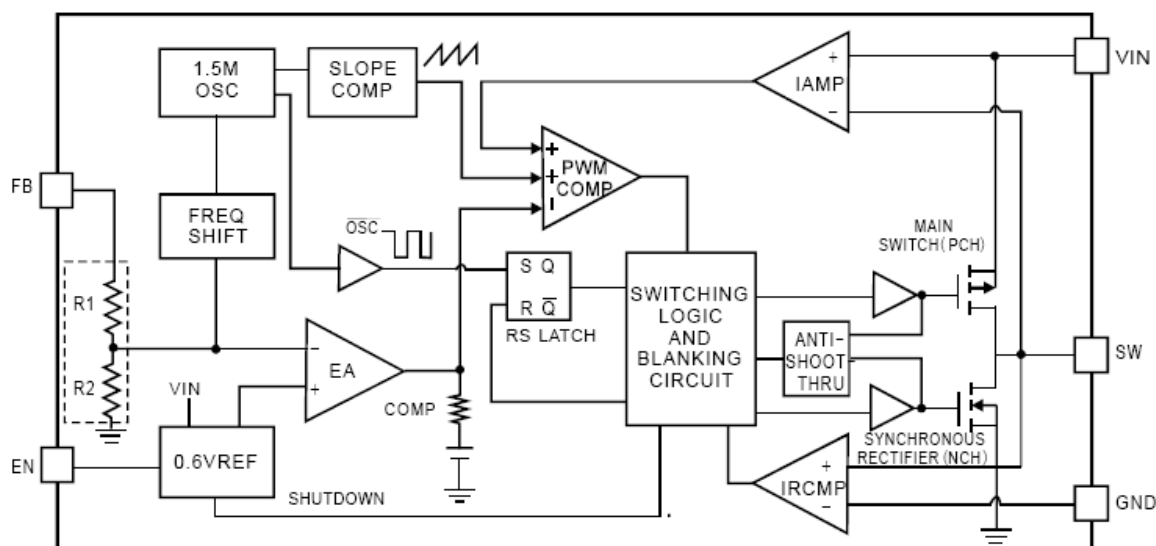 1.5M
OSC
SLOPE
COMP
+
IAMP
−
VIN
FB
FREQ
SHIFT
+
+
−
PWM
COMP
OSC
MAIN
SWITCH(PCH)
R1
R2
S Q
R Q
RS LATCH
SWITCHING
LOGIC
AND
BLANKING
CIRCUIT
ANTI-
SHOOT-
THRU
SW
−
EA
+
VIN
COMP
EN
0.6VREF
SHUTDOWN
SYNCHRONOUS
RECTIFIER(NCH)
+
IRCMP
−
GND